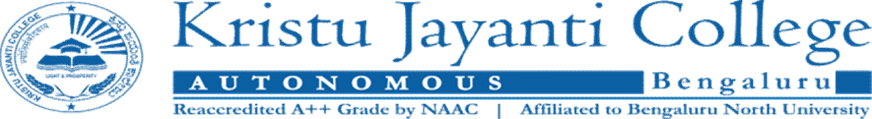 KRISTU JAYANTI COLLEGE
LIGHT & PROSPERITY
Kristu Jayanti College
AUTONOMOUS Bengaluru
Reaccredited A++ Grade by NAAC | Affiliated to Bengaluru North University